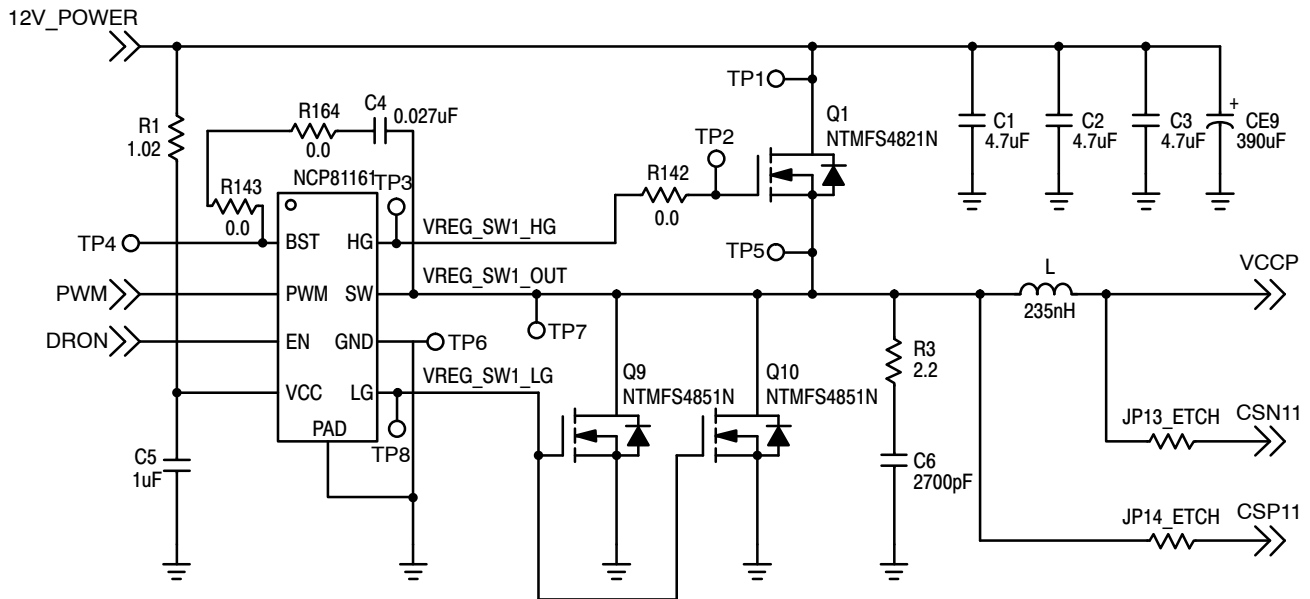 12V_POWER
TP1
R164
C4
0.027uF
0.0
R1
1.02
Q1
NTMFS4821N
C1
4.7uF
C2
4.7uF
C3
4.7uF
+
CE9
390uF
TP2
NCP81161
TP3
R143
0.0
R142
0.0
TP4
BST
HG
VREG_SW1_HG
TP5
VREG_SW1_OUT
L
235nH
VCCP
PWM
PWM
SW
TP7
DRON
EN
GND
TP6
R3
2.2
VREG_SW1_LG
Q9
NTMFS4851N
Q10
NTMFS4851N
VCC
LG
PAD
TP8
JP13_ETCH
CSN11
C5
1uF
C6
2700pF
JP14_ETCH
CSP11